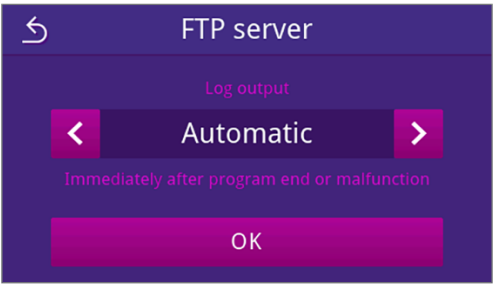 FTP server
Log output
Automatic
Immediately after program end or malfunction
OK